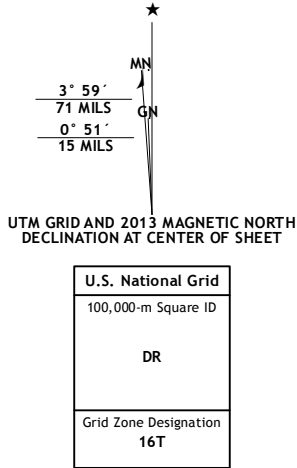 ★
MN
3° 59´
71 MILS
GN
0° 51´
15 MILS
UTM GRID AND 2013 MAGNETIC NORTH
DECLINATION AT CENTER OF SHEET
U.S. National Grid
100,000-m Square ID
DR
Grid Zone Designation
16T